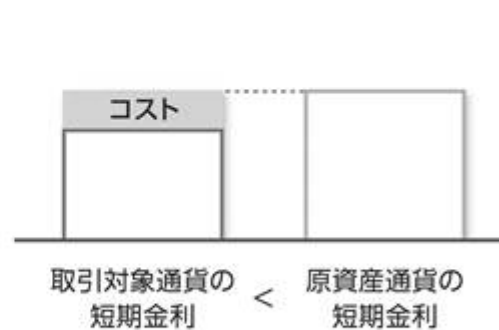 コスト
取引対象通貨の
短期金利
<
原資産通貨の
短期金利